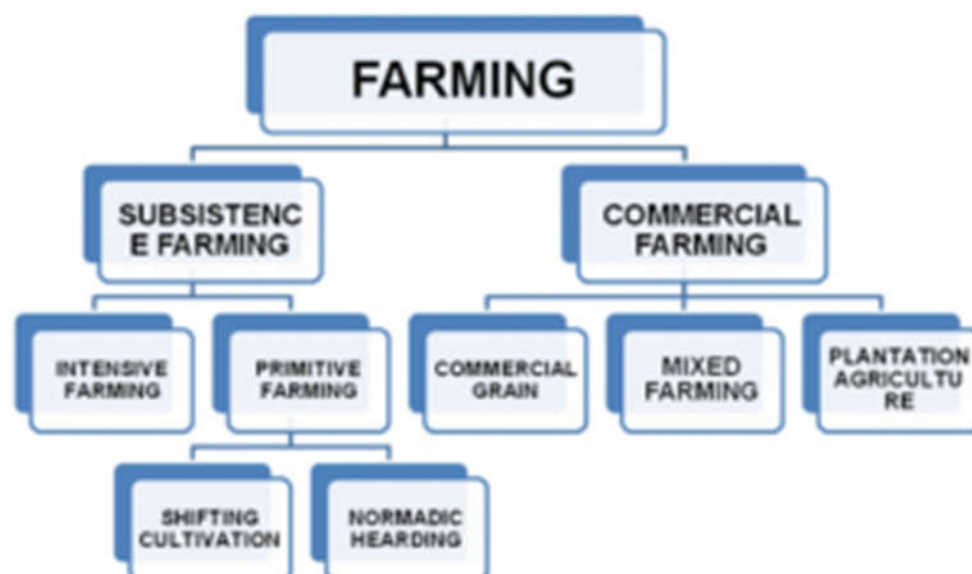 FARMING
SUBSISTENC
E FARMING
COMMERCIAL
FARMING
INTENSIVE
FARMING
PRIMITIVE
FARMING
COMMERCIAL
GRAIN
MIXED
FARMING
PLANTATION
AGRICULTU
RE
SHIFTING
CULTIVATION
NORMADIC
HEARDING